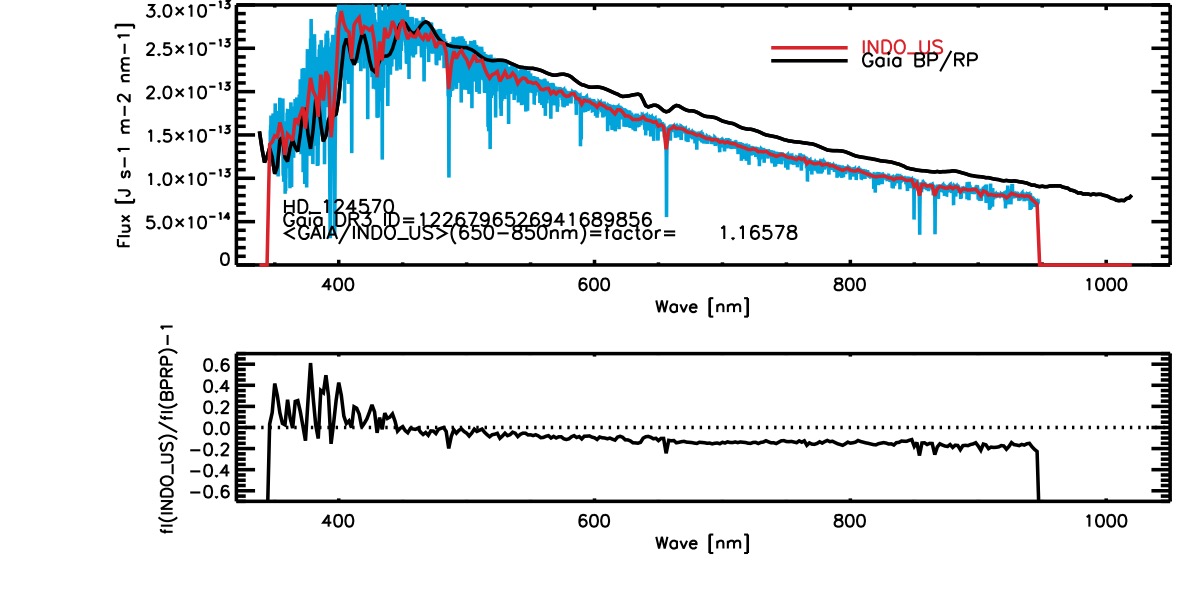 3.0×10−13
2.5×10−13
2.0×10−13
1.5×10−13
1.0×10−13
5.0×10−14
0
Flux [J s−1 m−2 nm−1]
INDO_US
Gaia BP/RP
HD_124570
Gaia DR3 ID=1226796526941689856
<GAIA/INDO_US>(650−850nm)=factor= 1.16578
400 600 800 1000
Wave [nm]
fl(INDO_US)/fl(BPRP)−1
0.6
0.4
0.2
0.0
−0.2
−0.4
−0.6
400 600 800 1000
Wave [nm]